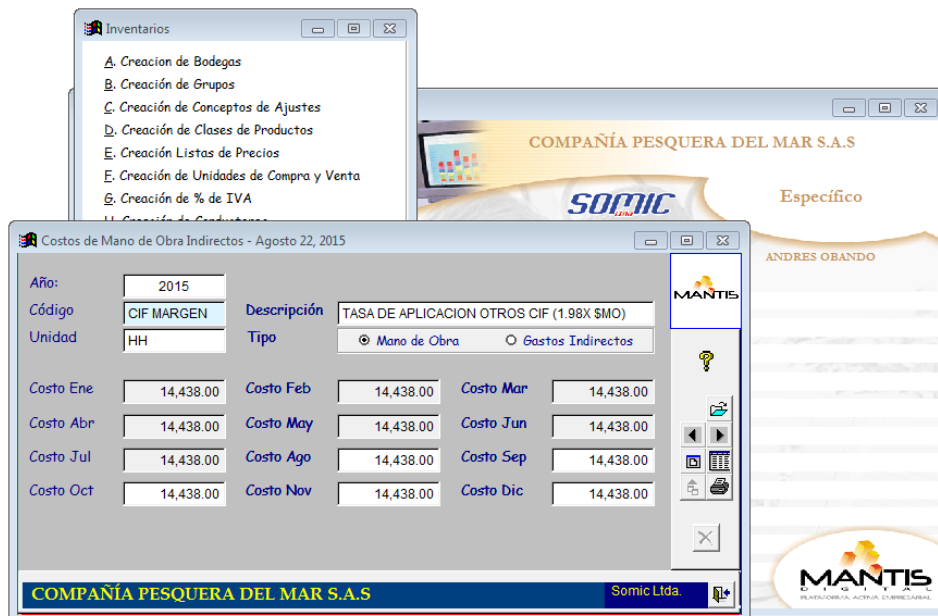 Inventarios
A. Creacion de Bodegas
B. Creación de Grupos
C. Creación de Conceptos de Ajustes
D. Creación de Clases de Productos
E. Creación Listas de Precios
F. Creación de Unidades de Compra y Venta
G. Creación de % de IVA
COMPAÑÍA PESQUERA DEL MAR S.A.S
SOMIC
Específico
ANDRES OBANDO
Costos de Mano de Obra Indirectos - Agosto 22, 2015
Año: 2015
Código CIF MARGEN Descripción TASA DE APLICACION OTROS CIF (1.98X $MO)
Unidad HH Tipo Mano de Obra Gastos Indirectos
MANTIS
Costo Ene 14,438.00 Costo Feb 14,438.00 Costo Mar 14,438.00
Costo Abr 14,438.00 Costo May 14,438.00 Costo Jun 14,438.00
Costo Jul 14,438.00 Costo Ago 14,438.00 Costo Sep 14,438.00
Costo Oct 14,438.00 Costo Nov 14,438.00 Costo Dic 14,438.00
COMPAÑÍA PESQUERA DEL MAR S.A.S Somic Ltda.
MANTIS
DIGITAL
PLATAFORMA ACTIVA EMPRESARIAL